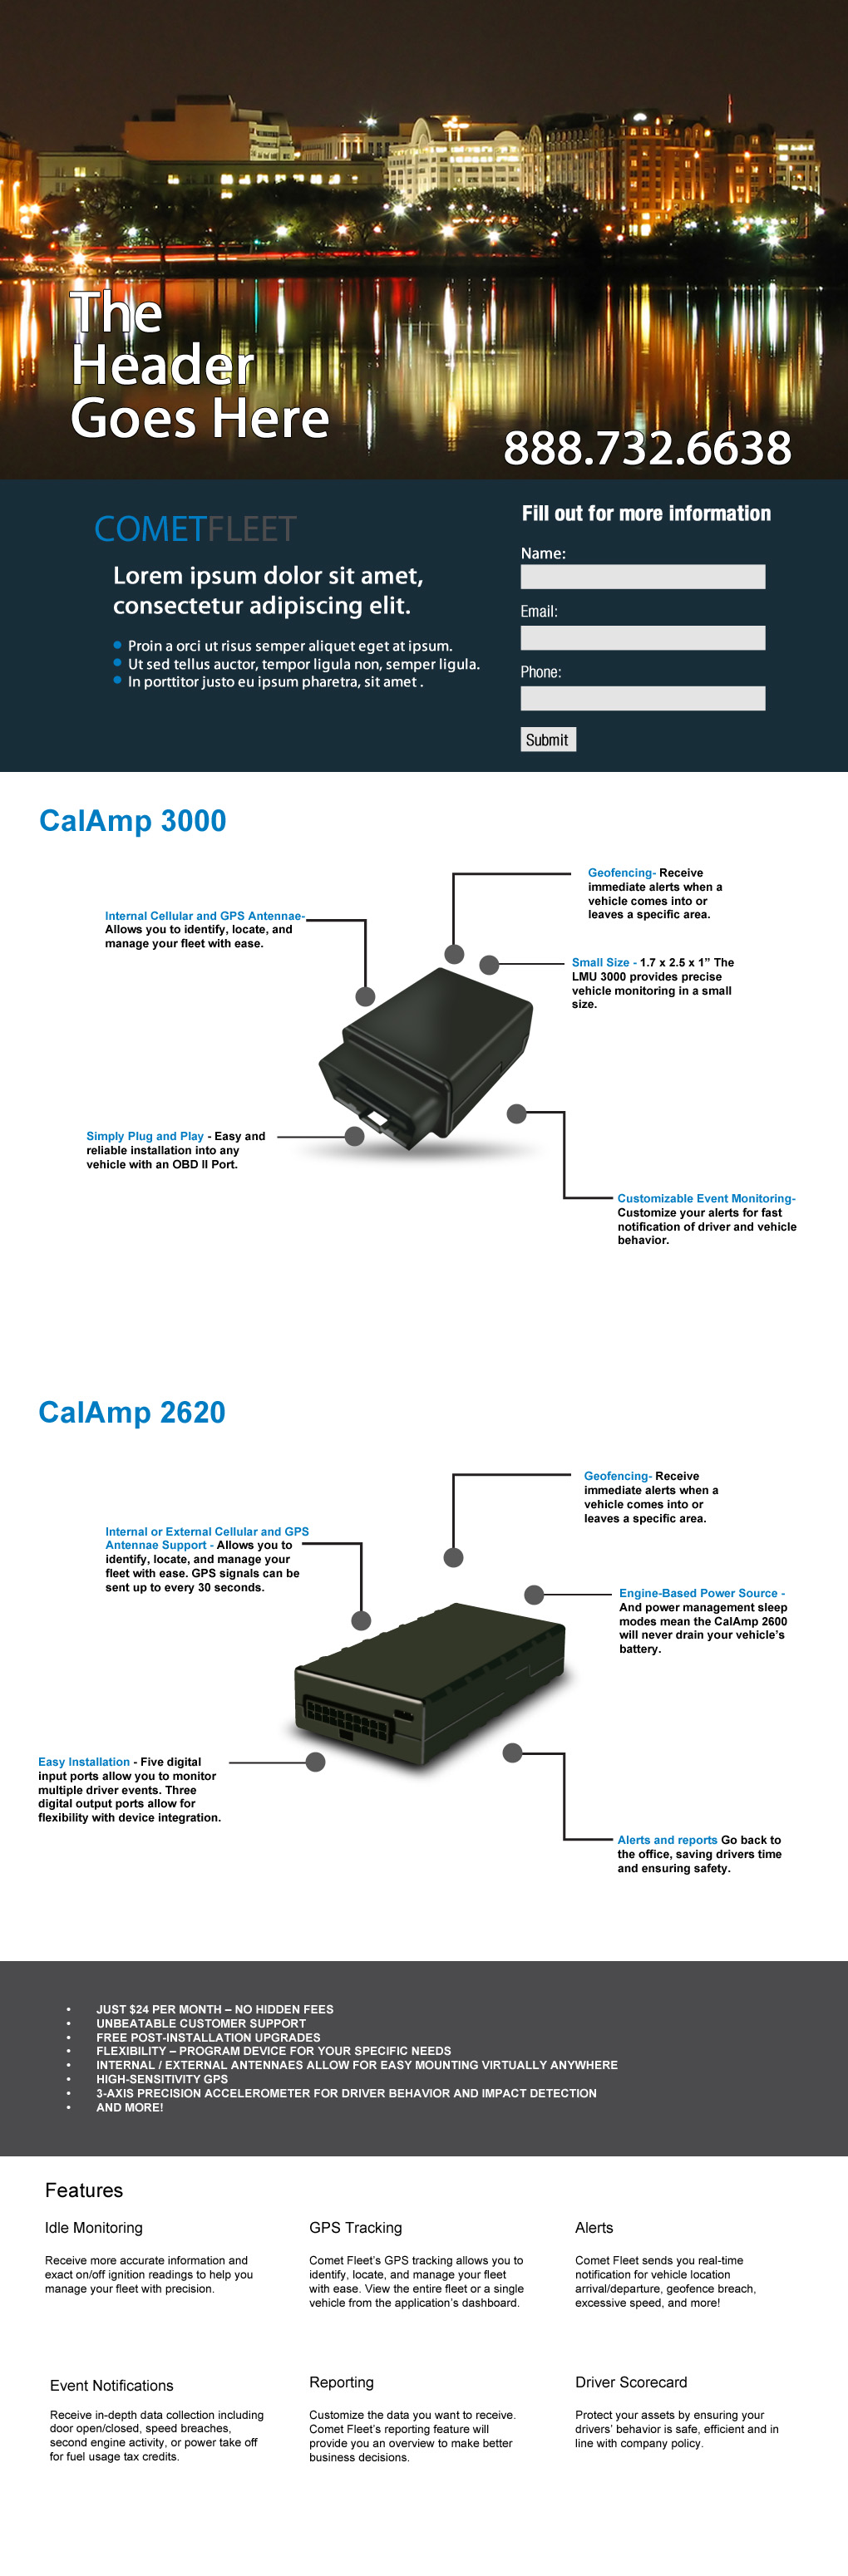 The
Header
Goes Here
888.732.6638
COMETFLEET
Lorem ipsum dolor sit amet,
consectetur adipiscing elit.
Proin a orci ut risus semper aliquet eget at ipsum.
Ut sed tellus auctor, tempor ligula non, semper ligula.
In porttitor justo eu ipsum pharetra, sit amet .
Fill out for more information
Name:
Email:
Phone:
Submit
CalAmp 3000
Internal Cellular and GPS Antennae-
Allows you to identify, locate, and
manage your fleet with ease.
Geofencing- Receive
immediate alerts when a
vehicle comes into or
leaves a specific area.
Small Size - 1.7 x 2.5 x 1” The
LMU 3000 provides precise
vehicle monitoring in a small
size.
Simply Plug and Play - Easy and
reliable installation into any
vehicle with an OBD II Port.
Customizable Event Monitoring-
Customize your alerts for fast
notification of driver and vehicle
behavior.
CalAmp 2620
Geofencing- Receive
immediate alerts when a
vehicle comes into or
leaves a specific area.
Internal or External Cellular and GPS
Antennae Support - Allows you to
identify, locate, and manage your
fleet with ease. GPS signals can be
sent up to every 30 seconds.
Engine-Based Power Source -
And power management sleep
modes mean the CalAmp 2600
will never drain your vehicle’s
battery.
Easy Installation - Five digital
input ports allow you to monitor
multiple driver events. Three
digital output ports allow for
flexibility with device integration.
Alerts and reports Go back to
the office, saving drivers time
and ensuring safety.
• JUST $24 PER MONTH – NO HIDDEN FEES
• UNBEATABLE CUSTOMER SUPPORT
• FREE POST-INSTALLATION UPGRADES
• FLEXIBILITY – PROGRAM DEVICE FOR YOUR SPECIFIC NEEDS
• INTERNAL / EXTERNAL ANTENNAES ALLOW FOR EASY MOUNTING VIRTUALLY ANYWHERE
• HIGH-SENSITIVITY GPS
• 3-AXIS PRECISION ACCELEROMETER FOR DRIVER BEHAVIOR AND IMPACT DETECTION
• AND MORE!
Features
Idle Monitoring
Receive more accurate information and
exact on/off ignition readings to help you
manage your fleet with precision.
GPS Tracking
Comet Fleet’s GPS tracking allows you to
identify, locate, and manage your fleet
with ease. View the entire fleet or a single
vehicle from the application’s dashboard.
Alerts
Comet Fleet sends you real-time
notification for vehicle location
arrival/departure, geofence breach,
excessive speed, and more!
Event Notifications
Receive in-depth data collection including
door open/closed, speed breaches,
second engine activity, or power take off
for fuel usage tax credits.
Reporting
Customize the data you want to receive.
Comet Fleet’s reporting feature will
provide you an overview to make better
business decisions.
Driver Scorecard
Protect your assets by ensuring your
drivers’ behavior is safe, efficient and in
line with company policy.